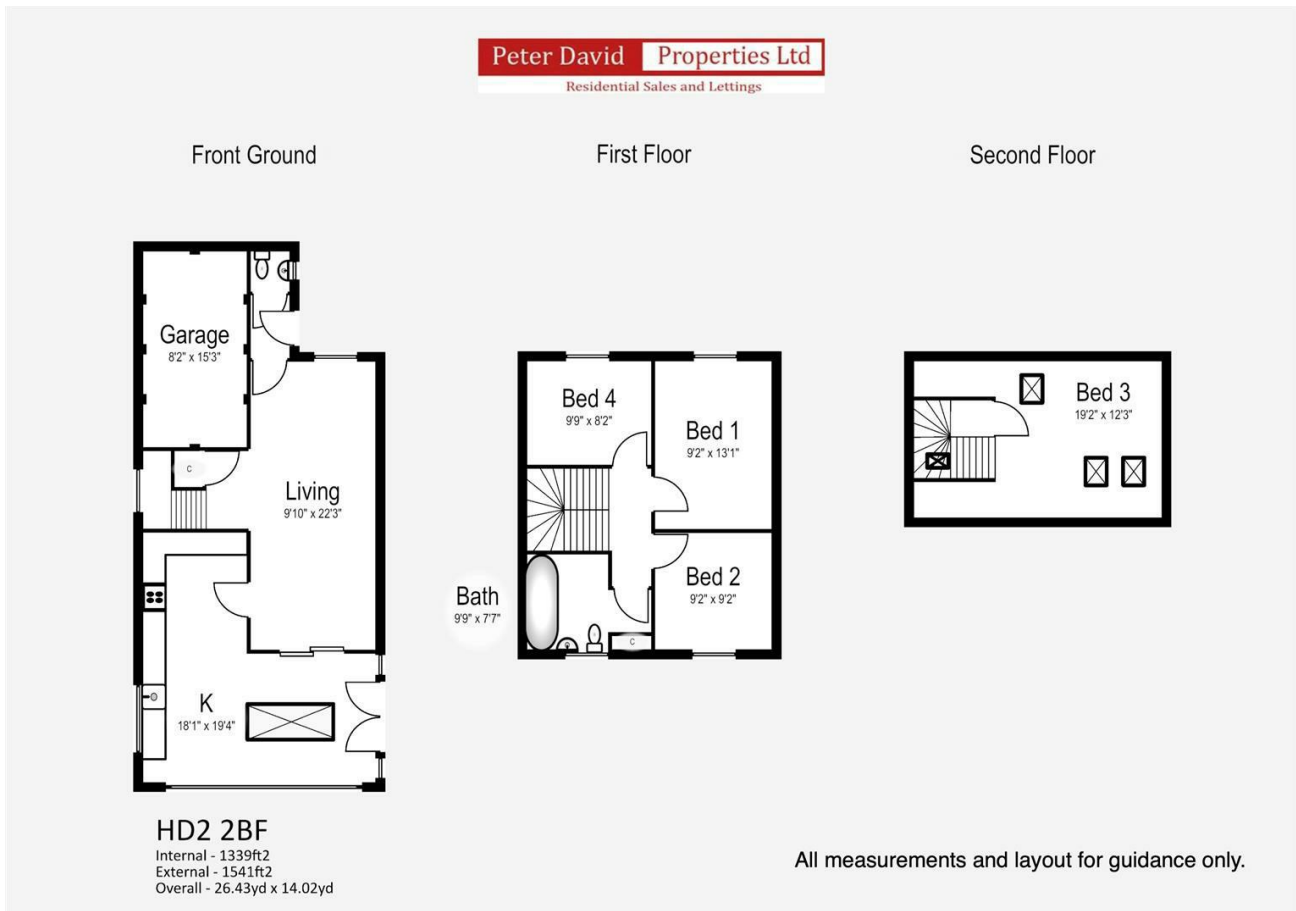 Peter David Properties Ltd
Residential Sales and Lettings
Front Ground
First Floor
Second Floor
Garage
8'2" x 15'3"
C
Living
9'10" x 22'3"
K
18'1" x 19'4"
Bed 4
9'9" x 8'2"
Bed 1
9'2" x 13'1"
Bed 2
9'2" x 9'2"
Bath
9'9" x 7'7"
C
Bed 3
19'2" x 12'3"
HD2 2BF
Internal - 1339ft2
External - 1541ft2
Overall - 26.43yd x 14.02yd
All measurements and layout for guidance only.